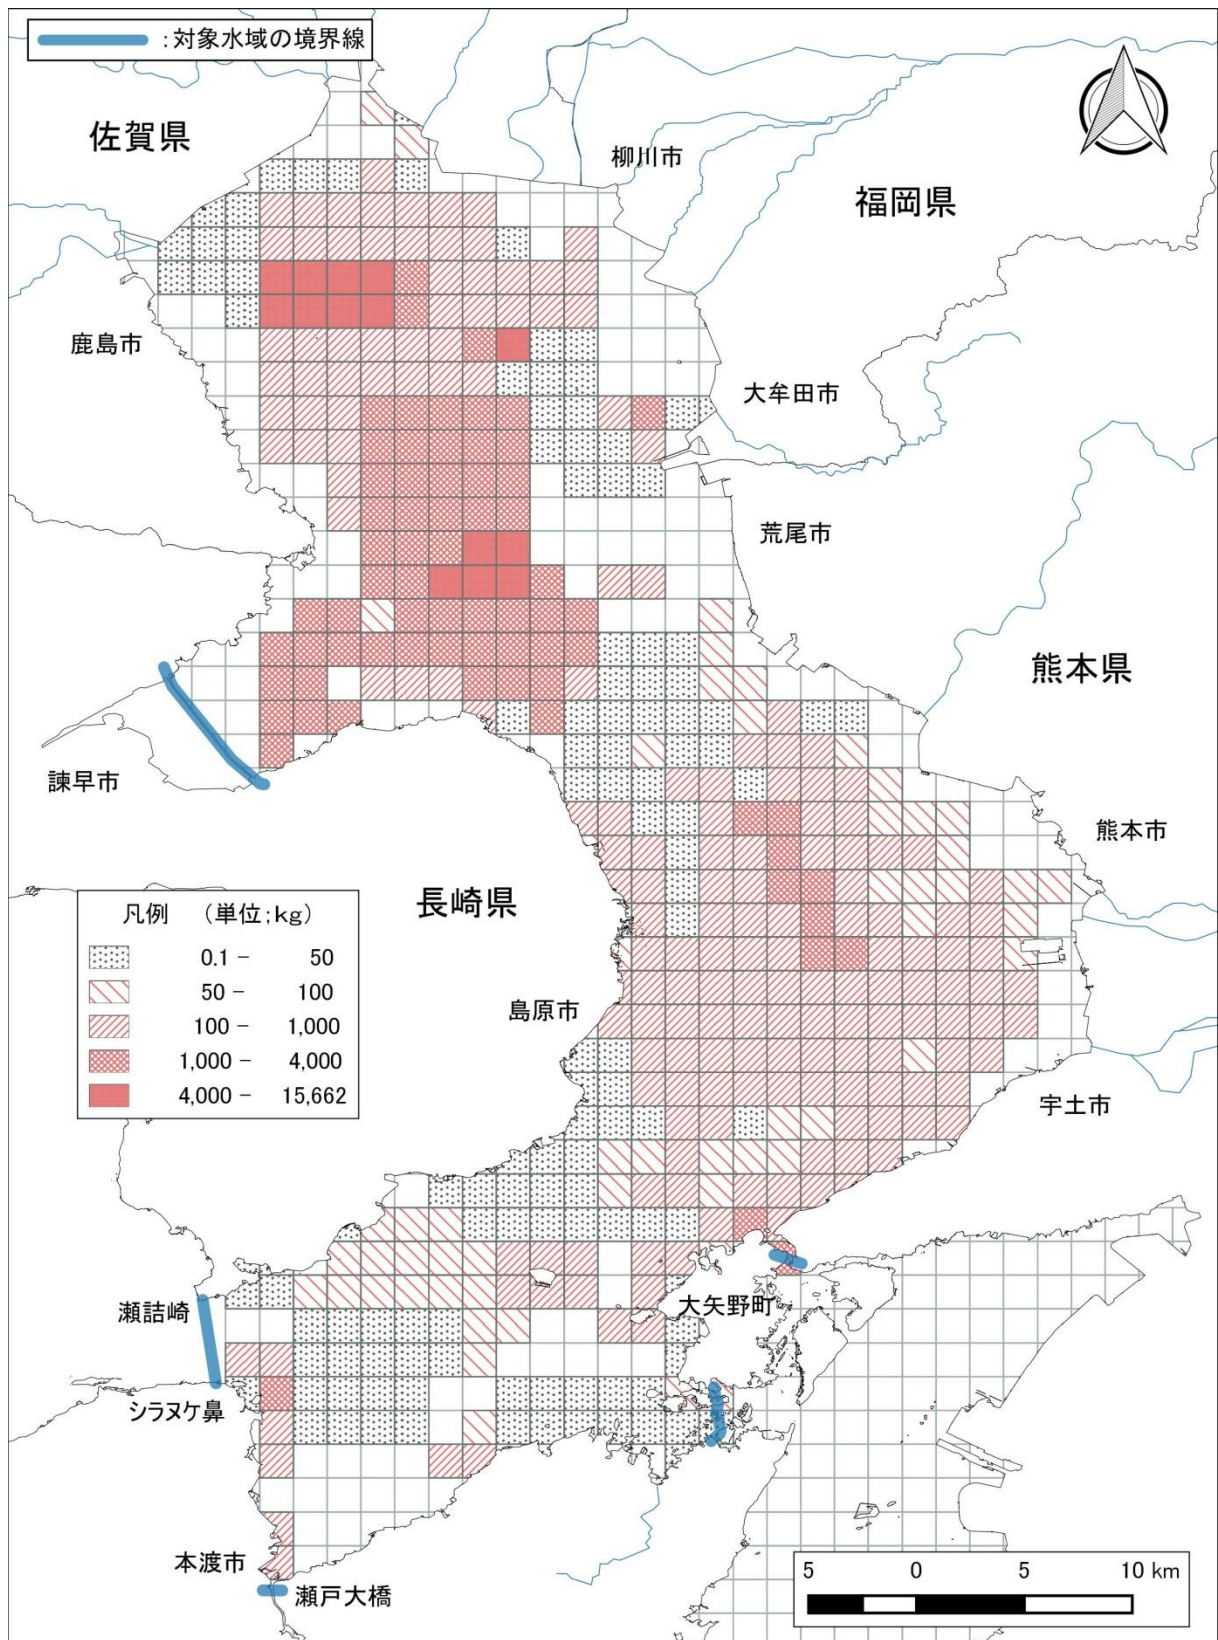 :対象水域の境界線
佐賀県
柳川市
福岡県
鹿島市
大牟田市
荒尾市
熊本県
諫早市
熊本市
長崎県
凡例 (単位;kg)
0.1 - 50
50 - 100
100 - 1,000
1,000 - 4,000
4,000 - 15,662
島原市
宇土市
瀬詰崎
大矢野町
シラヌケ鼻
本渡市
瀬戸大橋
5 0 5 10 km